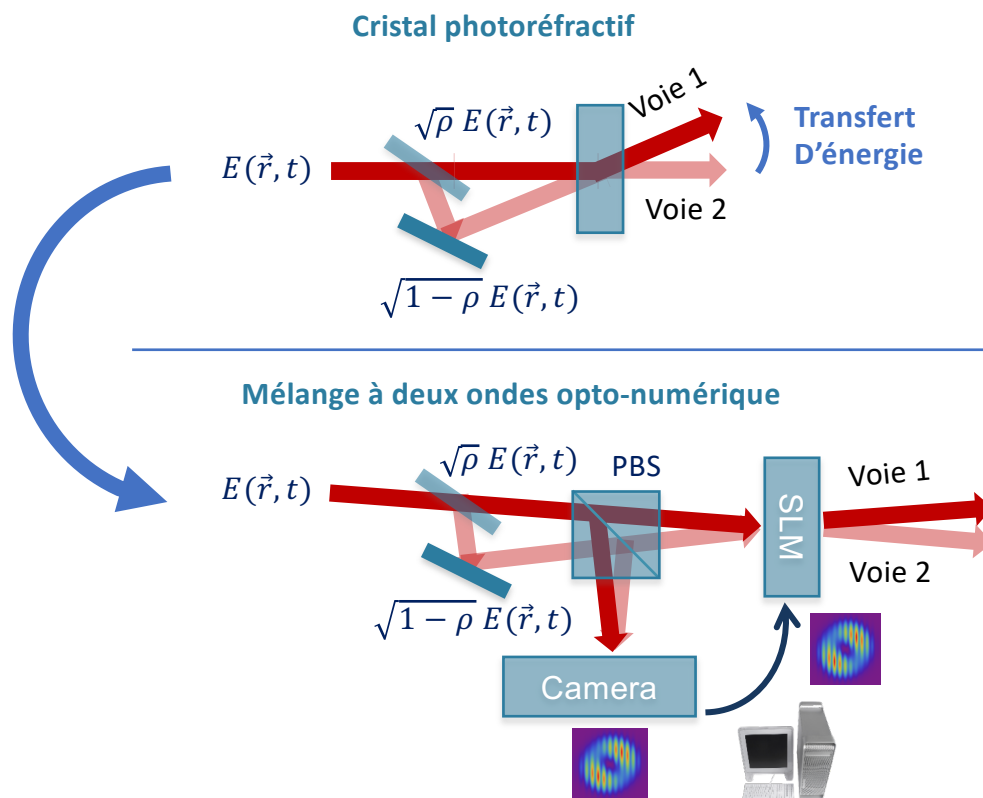 Cristal photoréfractif
√ρ E(r⃗, t)
Voie 1
Transfert
D'énergie
E(r⃗, t)
Voie 2
√1 − ρ E(r⃗, t)
Mélange à deux ondes opto-numérique
√ρ E(r⃗, t)
PBS
Voie 1
E(r⃗, t)
SLM
Voie 2
√1 − ρ E(r⃗, t)
Camera